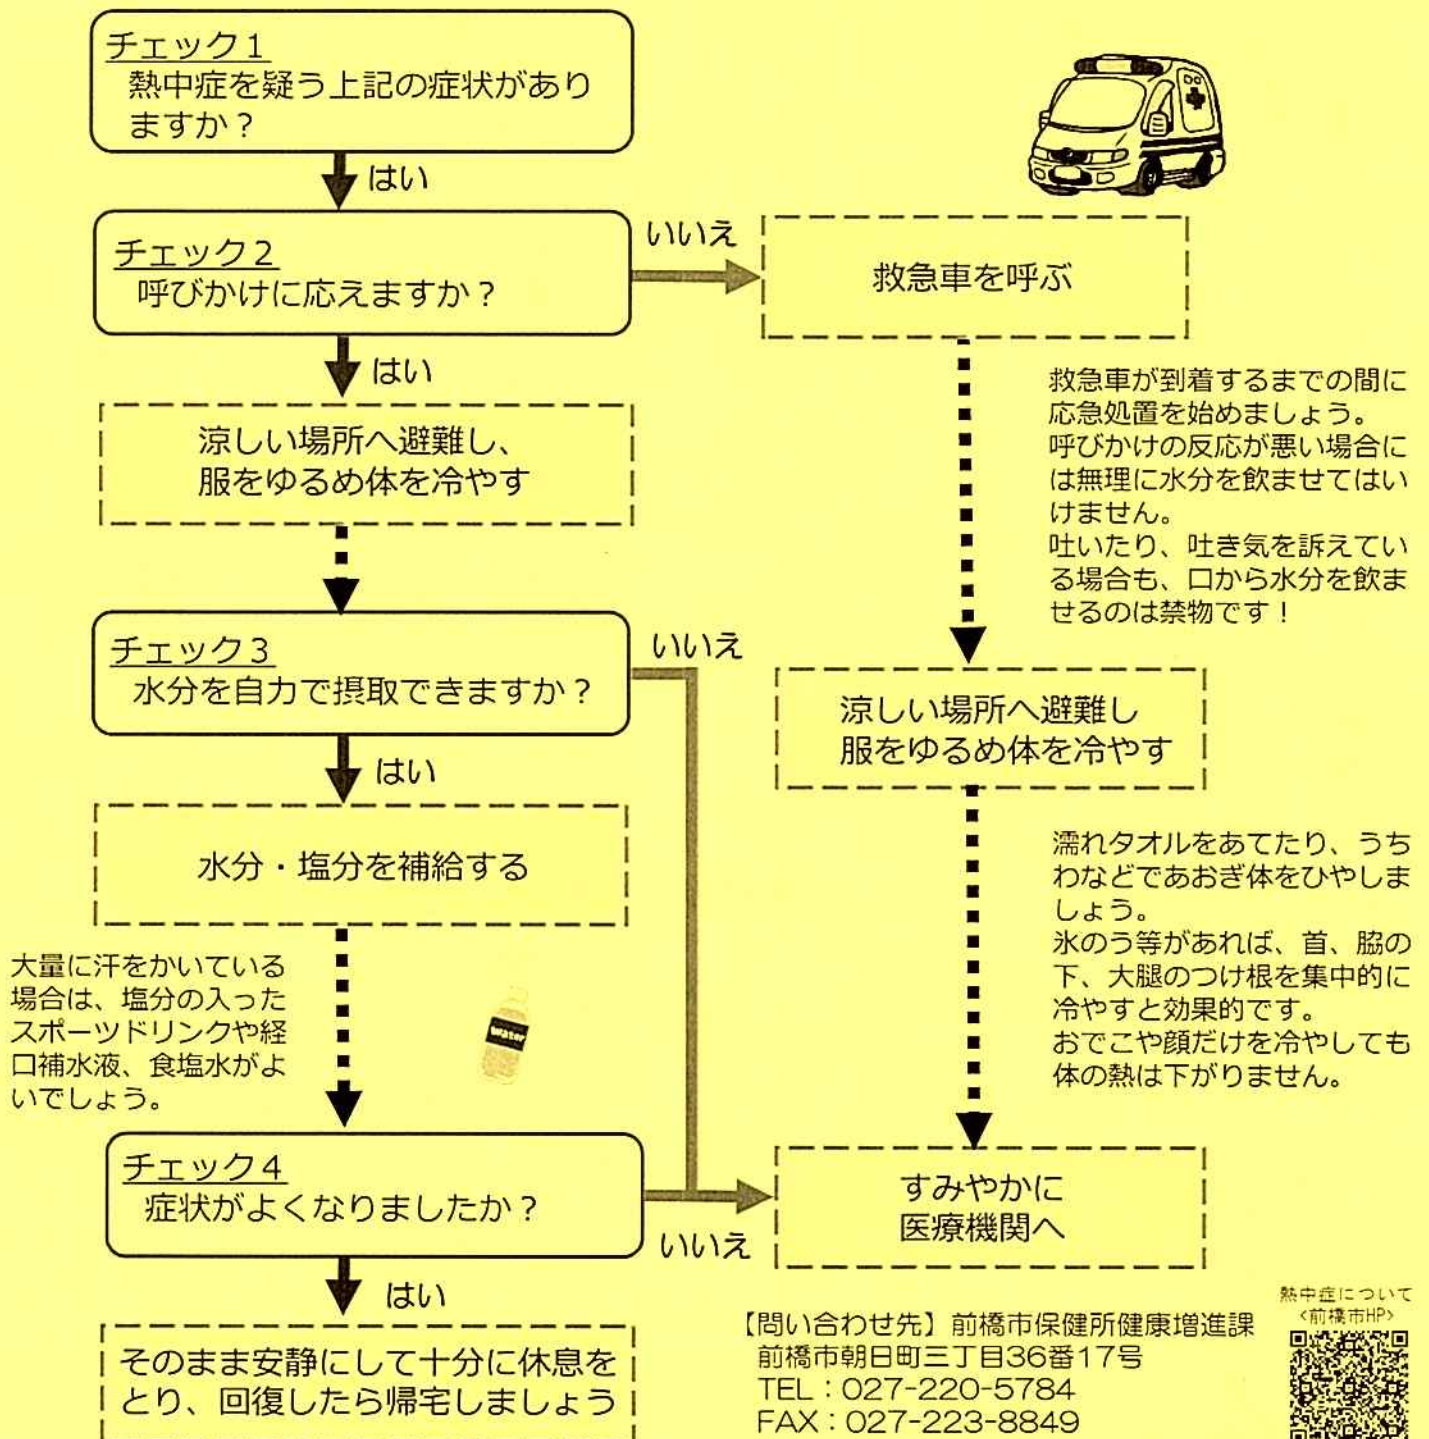 チェック1
熱中症を疑う上記の症状があり
ますか？
はい
チェック2
呼びかけに応えますか？
いいえ
救急車を呼ぶ
はい
涼しい場所へ避難し、
服をゆるめ体を冷やす
救急車が到着するまでの間に
応急処置を始めましょう。
呼びかけの反応が悪い場合に
は無理に水分を飲ませてはい
けません。
吐いたり、吐き気を訴えてい
る場合も、口から水分を飲ま
せるのは禁物です！
チェック3
水分を自力で摂取できますか？
いいえ
涼しい場所へ避難し
服をゆるめ体を冷やす
はい
水分・塩分を補給する
濡れタオルをあてたり、うち
わなどであおぎ体をひやしま
しょう。
氷のう等があれば、首、脇の
下、大腿のつけ根を集中的に
冷やすと効果的です。
おでこや顔だけを冷やしても
体の熱は下がりません。
大量に汗をかいている
場合は、塩分の入った
スポーツドリンクや経
口補水液、食塩水がよ
いでしょう。
Water
チェック4
症状がよくなりましたか？
いいえ
すみやかに
医療機関へ
はい
そのまま安静にして十分に休息を
とり、回復したら帰宅しましょう
【問い合わせ先】前橋市保健所健康増進課
前橋市朝日町三丁目36番17号
TEL：027-220-5784
FAX：027-223-8849
熱中症について
<前橋市HP>